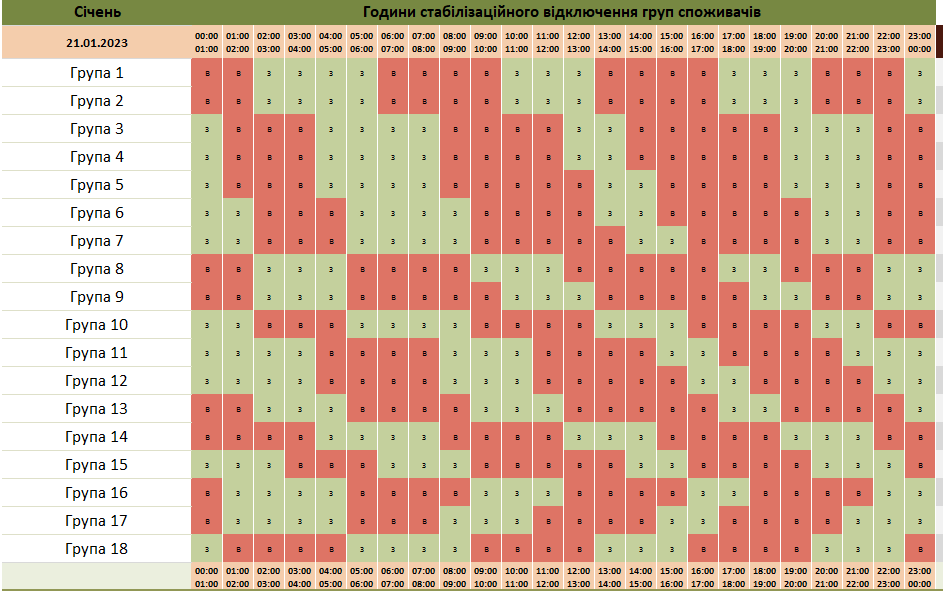 Січень Години стабілізаційного відключення груп споживачів
21.01.2023 00:00 01:00 02:00 03:00 04:00 05:00 06:00 07:00 08:00 09:00 10:00 11:00 12:00 13:00 14:00 15:00 16:00 17:00 18:00 19:00 20:00 21:00 22:00 23:00
01:00 02:00 03:00 04:00 05:00 06:00 07:00 08:00 09:00 10:00 11:00 12:00 13:00 14:00 15:00 16:00 17:00 18:00 19:00 20:00 21:00 22:00 23:00 00:00
Група 1 В В З З З З В В В В З З З В В В В З З З В В В З
Група 2 В В З З З З В В В В З З З В В В В З З З В В В З
Група 3 З В В В З З З З В В В В З З В В В В В З З З В В
Група 4 З В В В З З З З В В В В З З В В В В В З З З В В
Група 5 З В В В З З З З В В В В В З З В В В В З З З В В
Група 6 З З В В В З З З З В В В В З З В В В В В З З В В
Група 7 З З В В В З З З З В В В В В З З В В В В З З В В
Група 8 В В З З З В В В В З З З В В В В В З З В В В З З
Група 9 В В З З З В В В В В З З З В В В В В З З В В З З
Група 10 З З В В В З З З З В В В В З З З В В В В З З В В
Група 11 З З З З В В В В З З З В В В В З З В В В В З З З
Група 12 З З З З В В В В З З З В В В В В З З В В В В З З
Група 13 В В З З З В В В В З З З В В В В В З З В В В В З
Група 14 В В В В З З З З В В В В З З З В В В В З З З В В
Група 15 З З З В В В З З З В В В В В З З В В В В З З З В
Група 16 В З З З З В В В В З З З В В В В З З В В В В З З
Група 17 В З З З З В В В З З З В В В В З З В В В В З З З
Група 18 З В В В В З З З З В В В В З З З В В В В З З З В
00:00 01:00 02:00 03:00 04:00 05:00 06:00 07:00 08:00 09:00 10:00 11:00 12:00 13:00 14:00 15:00 16:00 17:00 18:00 19:00 20:00 21:00 22:00 23:00
01:00 02:00 03:00 04:00 05:00 06:00 07:00 08:00 09:00 10:00 11:00 12:00 13:00 14:00 15:00 16:00 17:00 18:00 19:00 20:00 21:00 22:00 23:00 00:00